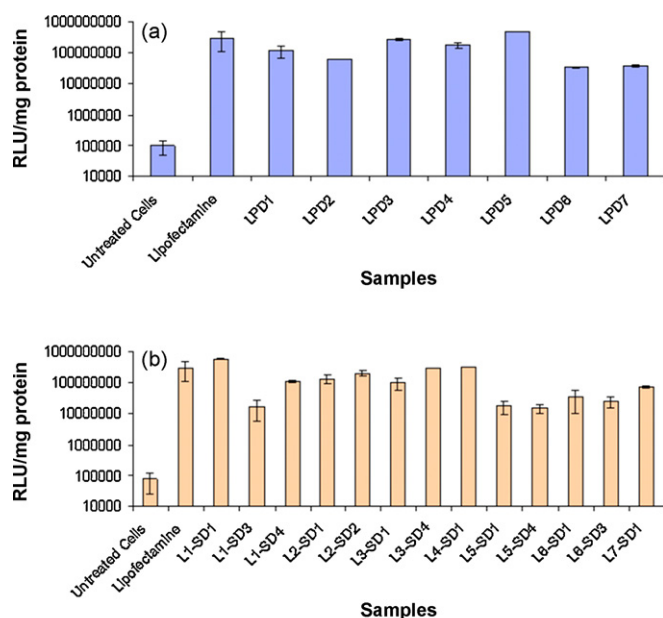 (a)
RLU/mg protein
1000000000
100000000
10000000
1000000
100000
10000
Untreated Cells
Lipofectamine
LPD1
LPD2
LPD3
LPD4
LPD5
LPD6
LPD7
Samples
(b)
RLU/mg protein
1000000000
100000000
10000000
1000000
100000
10000
Untreated Cells
Lipofectamine
L1-SD1
L1-SD3
L1-SD4
L2-SD1
L2-SD2
L3-SD1
L3-SD4
L4-SD1
L5-SD1
L5-SD4
L6-SD1
L6-SD3
L7-SD1
Samples